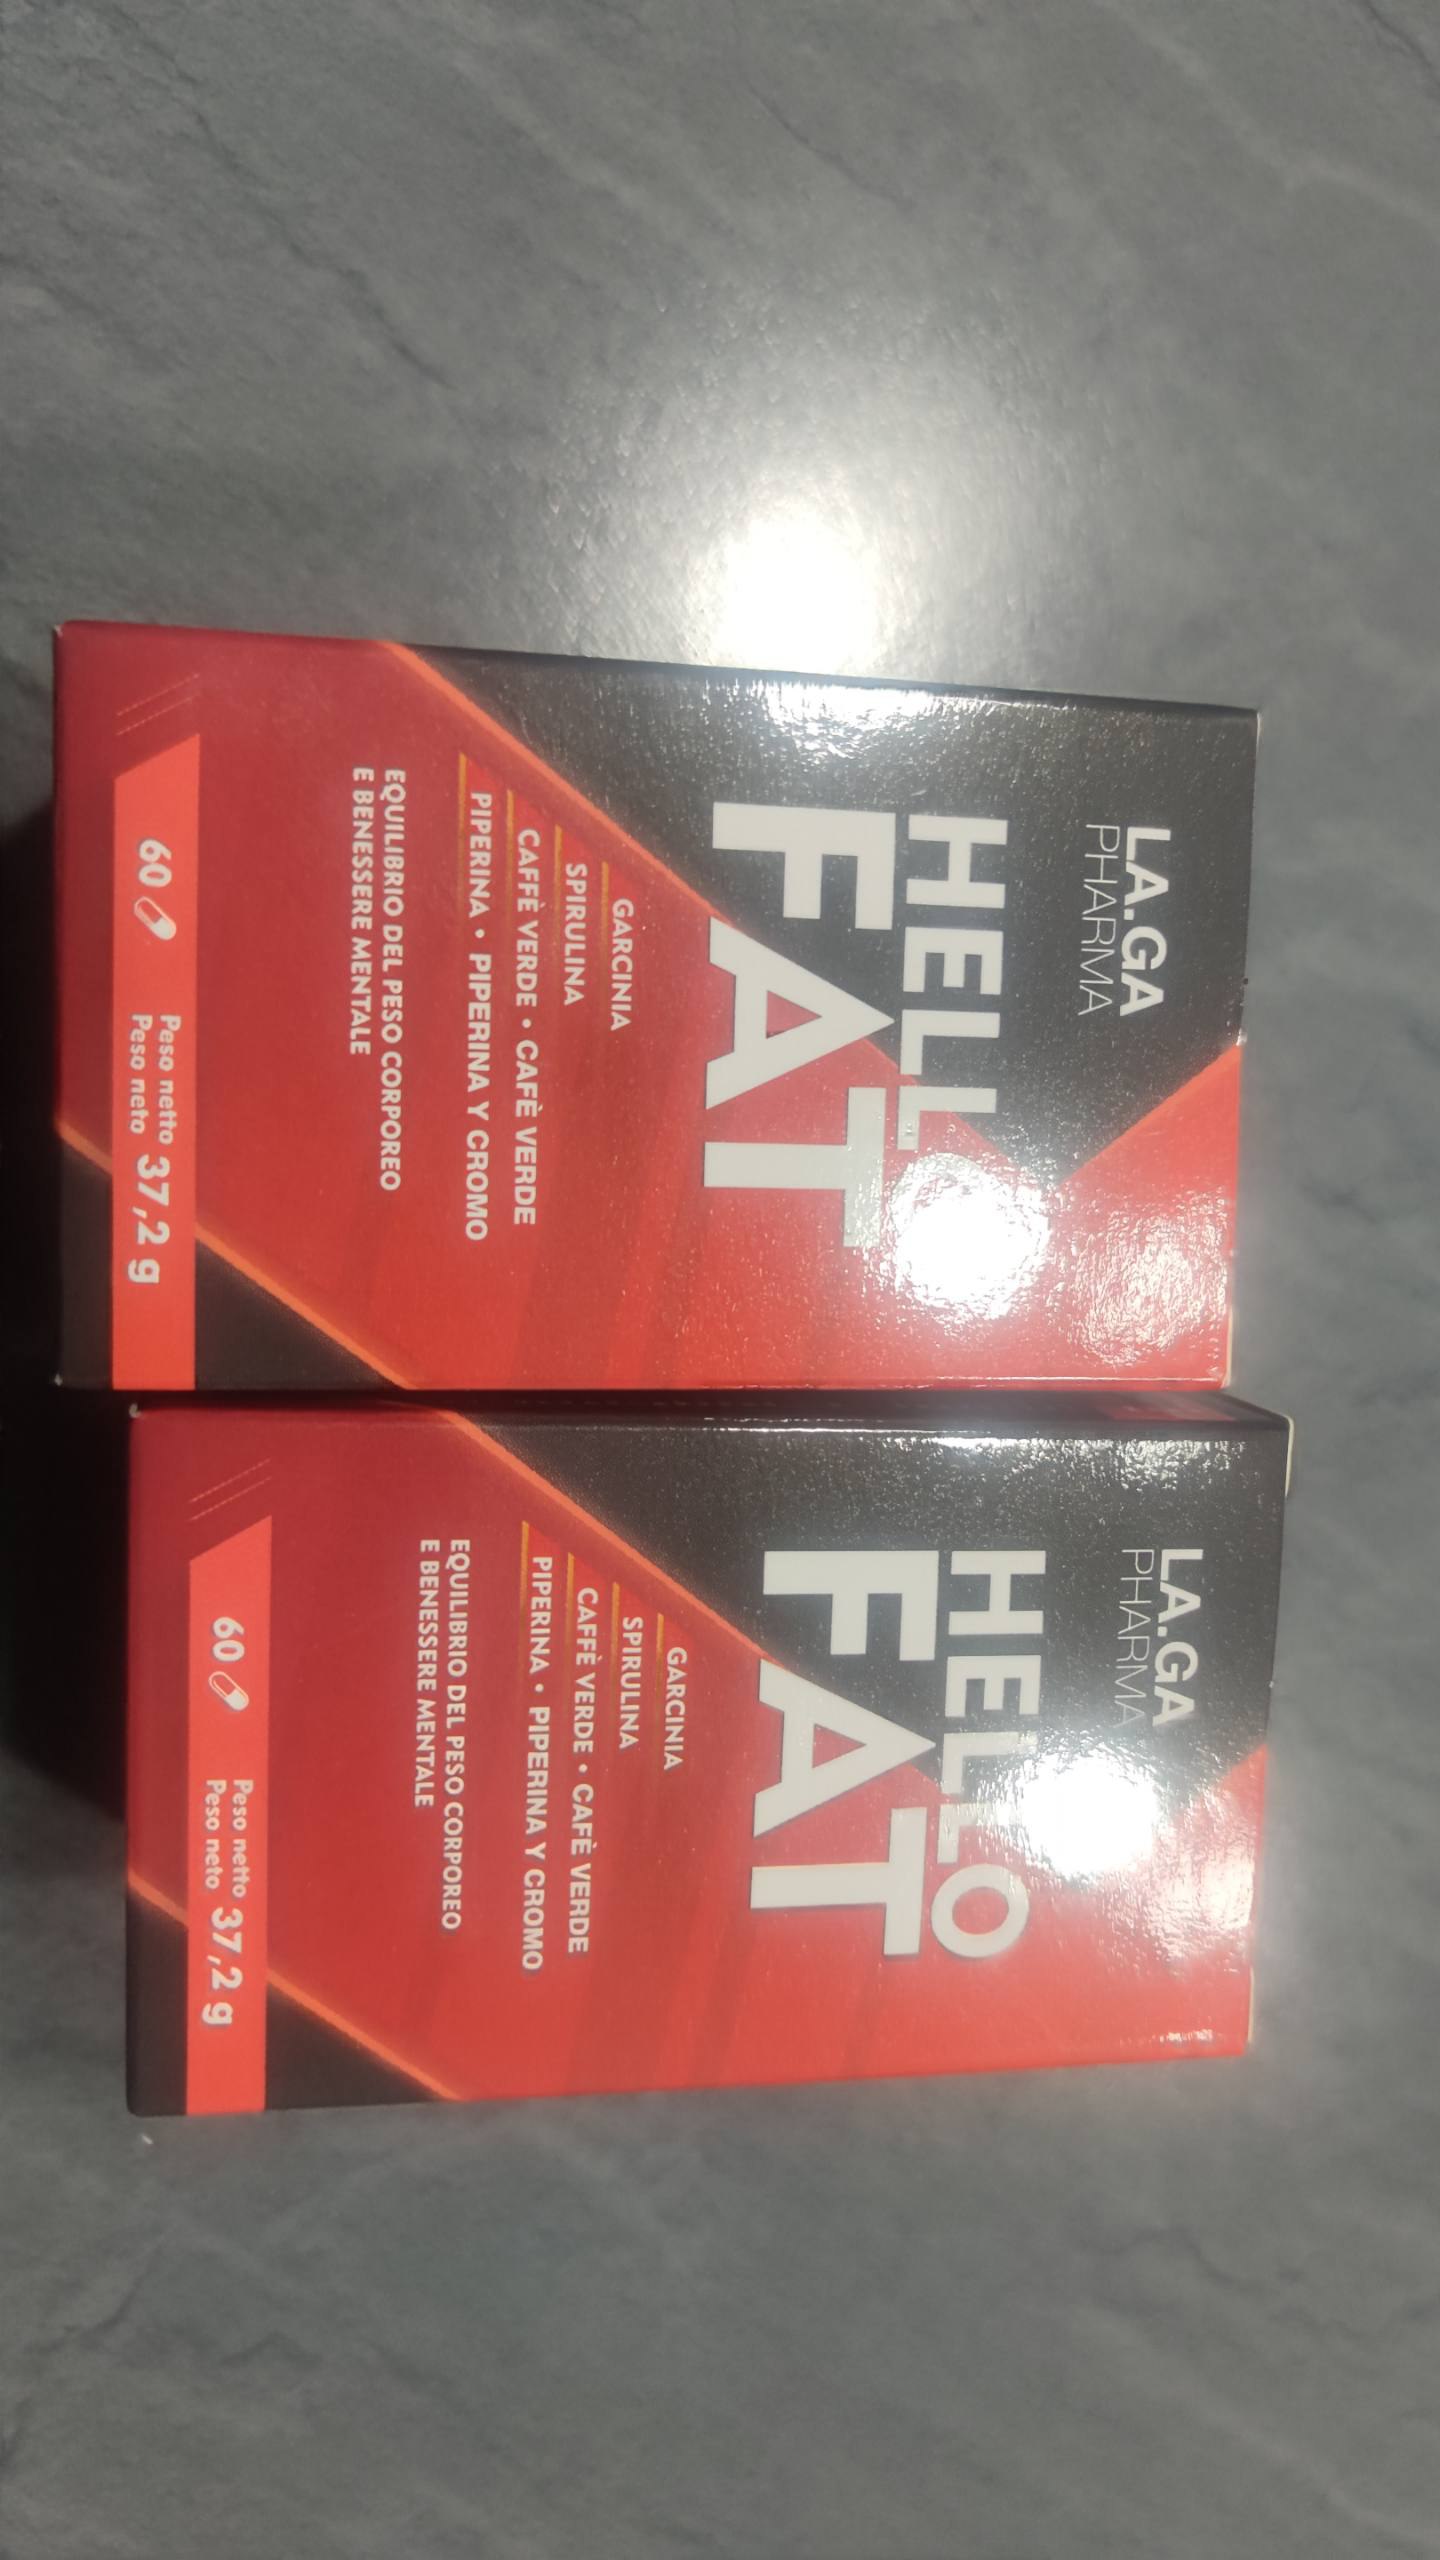 LA.GA
PHARMA
HELLO
FAT
GARCINIA
SPIRULINA
CAFFÈ VERDE • CAFÈ VERDE
PIPERINA • PIPERINA Y CROMO
EQUILIBRIO DEL PESO CORPOREO
E BENESSERE MENTALE
60
Peso netto
Peso neto
37,2 g
LA.GA
PHARMA
HELLO
FAT
GARCINIA
SPIRULINA
CAFFÈ VERDE • CAFÈ VERDE
PIPERINA • PIPERINA Y CROMO
EQUILIBRIO DEL PESO CORPOREO
E BENESSERE MENTALE
60
Peso netto
Peso neto
37,2 g